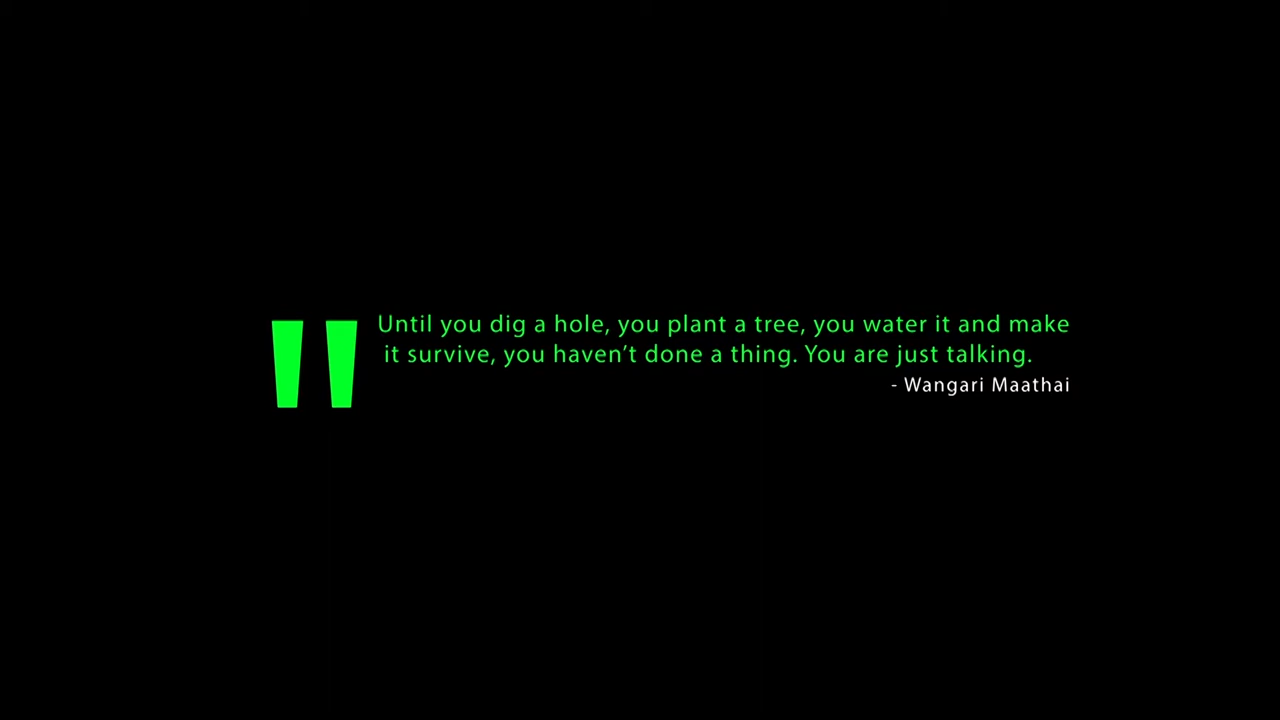 " Until you dig a hole, you plant a tree, you water it and make
it survive, you haven’t done a thing. You are just talking.
- Wangari Maathai